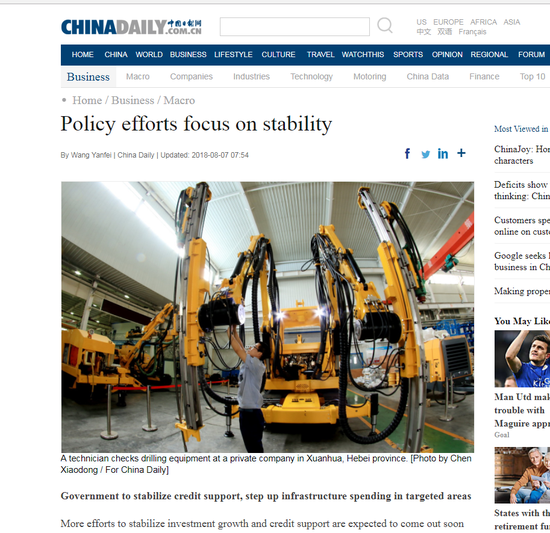 CHINADAILY 中国日报网
.COM.CN
US EUROPE AFRICA ASIA
中文 双语 Français
HOME CHINA WORLD BUSINESS LIFESTYLE CULTURE TRAVEL WATCHTHIS SPORTS OPINION REGIONAL FORUM
Business Macro Companies Industries Technology Motoring China Data Finance Top 10
Home / Business / Macro
Policy efforts focus on stability
By Wang Yanfei | China Daily | Updated: 2018-08-07 07:54
A technician checks drilling equipment at a private company in Xuanhua, Hebei province. [Photo by Chen
Xiaodong / For China Daily]
Government to stabilize credit support, step up infrastructure spending in targeted areas
More efforts to stabilize investment growth and credit support are expected to come out soon
Most Viewed in
ChinaJoy: Hor
characters
Deficits show
thinking: Chin
Customers spe
online on custo
Google seeks
business in Ch
Making proper
You May Like
Man Utd mak
trouble with
Maguire appr
Goal
States with th
retirement fu